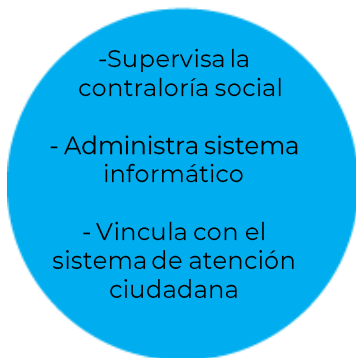 -Supervisa la
contraloría social
- Administra sistema
informático
- Vincula con el
sistema de atención
ciudadana